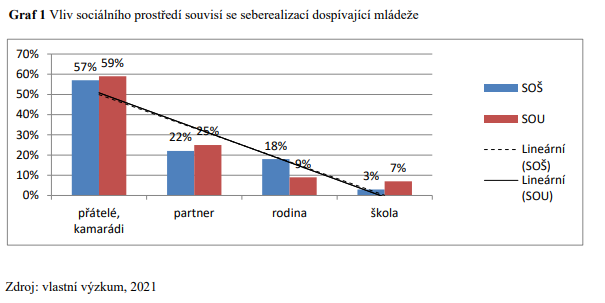 Graf 1 Vliv sociálního prostředí souvisí se seberealizací dospívající mládeže
70%
60%
50%
40%
30%
20%
10%
0%
57%
59%
22%
25%
18%
9%
3%
7%
přátelé,
kamarádi
partner
rodina
škola
SOŠ
SOU
Lineární
(SOŠ)
Lineární
(SOU)
Zdroj: vlastní výzkum, 2021